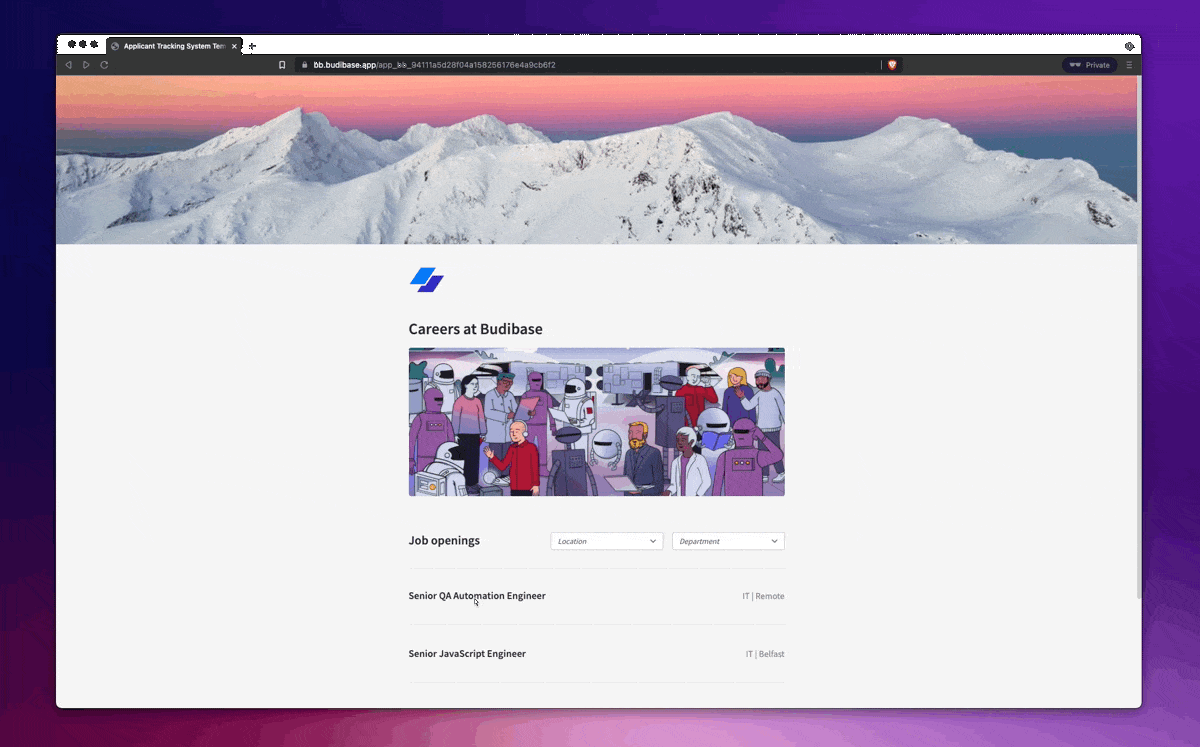 Applicant Tracking System Tem
bb.budibase.app/app_bb_94111a5d28f04a158256176e4a9cb6f2
Private
Careers at Budibase
Job openings
Location
Department
Senior QA Automation Engineer
IT | Remote
Senior JavaScript Engineer
IT | Belfast